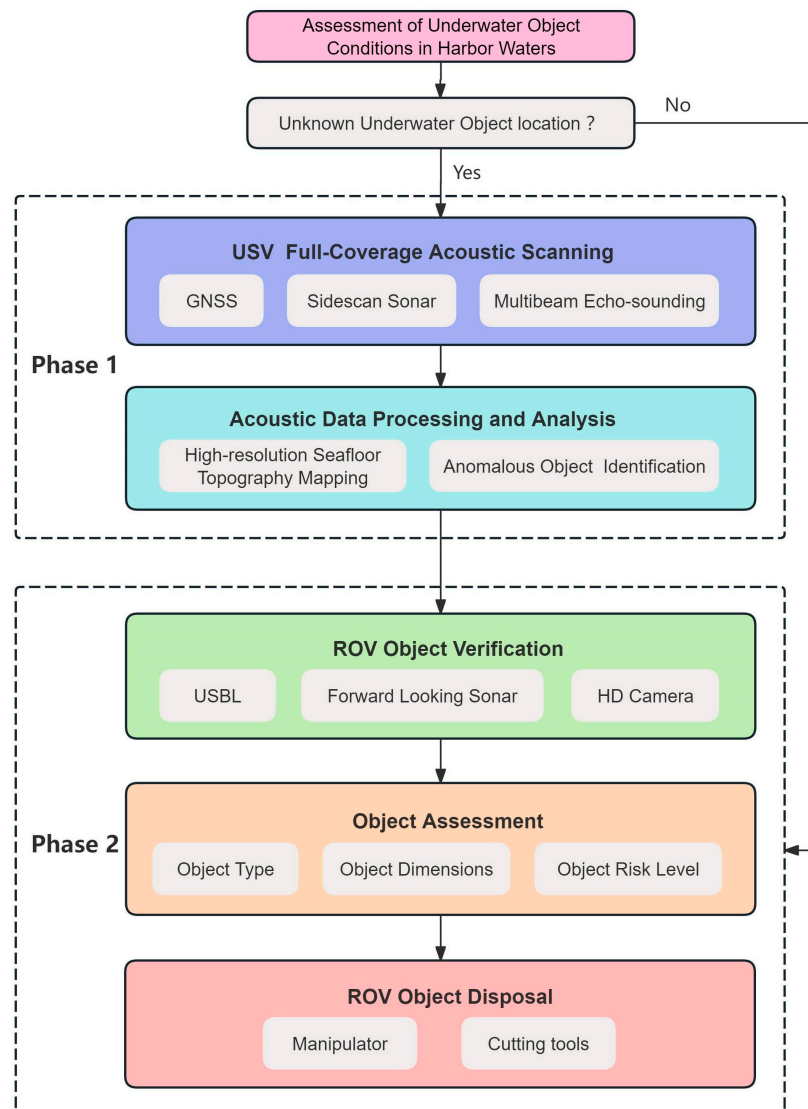 Assessment of Underwater Object
Conditions in Harbor Waters
Unknown Underwater Object location ?
No
Yes
Phase 1
USV Full-Coverage Acoustic Scanning
GNSS
Sidescan Sonar
Multibeam Echo-sounding
Acoustic Data Processing and Analysis
High-resolution Seafloor
Topography Mapping
Anomalous Object Identification
Phase 2
ROV Object Verification
USBL
Forward Looking Sonar
HD Camera
Object Assessment
Object Type
Object Dimensions
Object Risk Level
ROV Object Disposal
Manipulator
Cutting tools